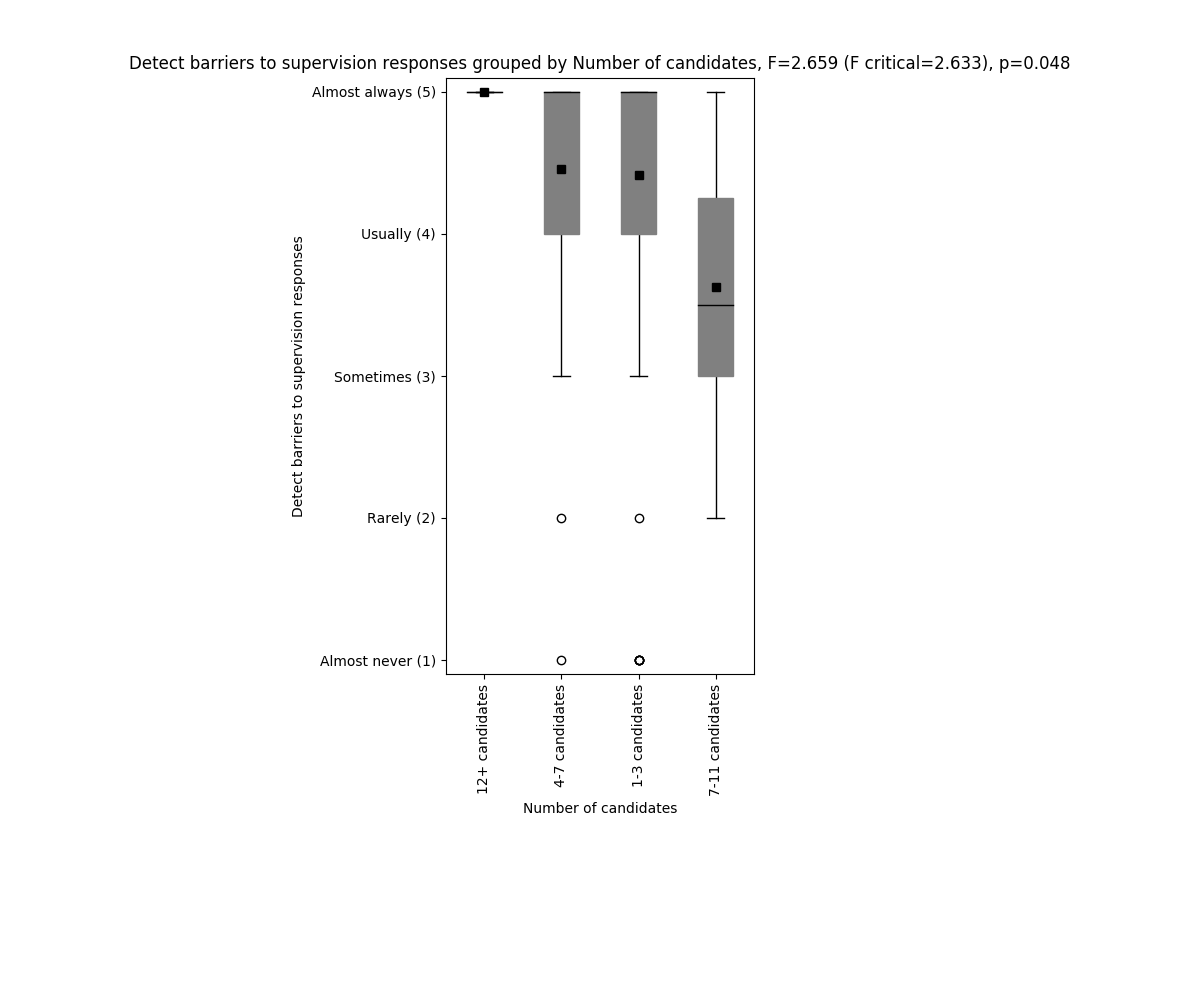 Detect barriers to supervision responses grouped by Number of candidates, F=2.659 (F critical=2.633), p=0.048
Detect barriers to supervision responses
Almost always (5)
Usually (4)
Sometimes (3)
Rarely (2)
Almost never (1)
12+ candidates
4-7 candidates
1-3 candidates
7-11 candidates
Number of candidates